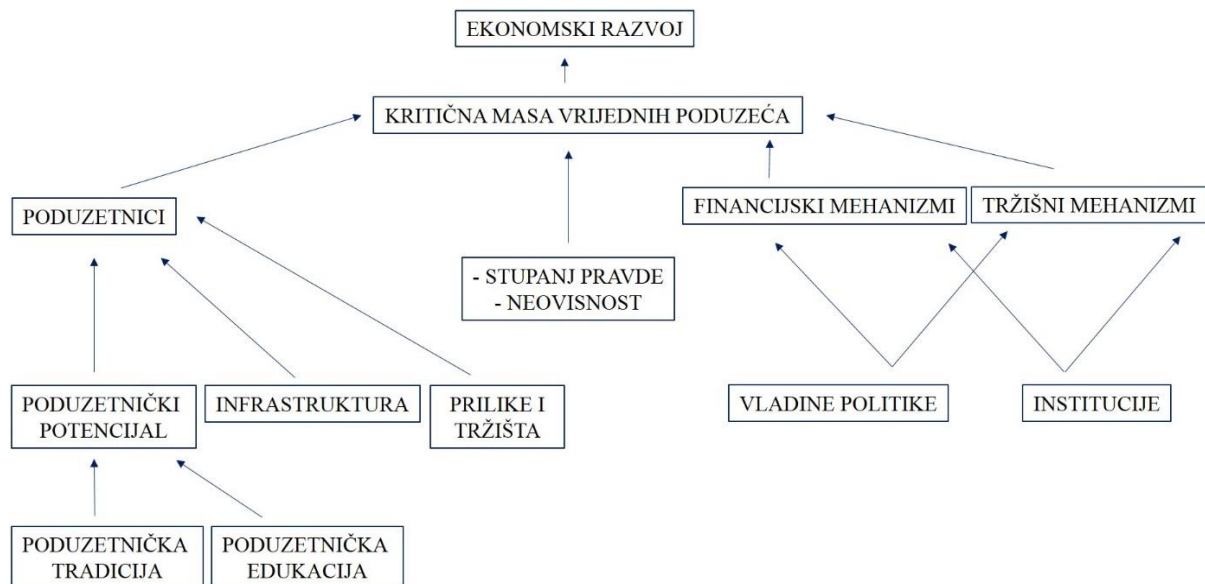 EKONOMSKI RAZVOJ
KRITIČNA MASA VRIJEDNIH PODUZEĆA
PODUZETNICI
FINANCIJSKI MEHANIZMI
TRŽIŠNI MEHANIZMI
- STUPANJ PRAVDE
- NEOVISNOST
PODUZETNIČKI
POTENCIJAL
INFRASTRUKTURA
PRILIKE I
TRŽIŠTA
VLADINE POLITIKE
INSTITUCIJE
PODUZETNIČKA
TRADICIJA
PODUZETNIČKA
EDUKACIJA